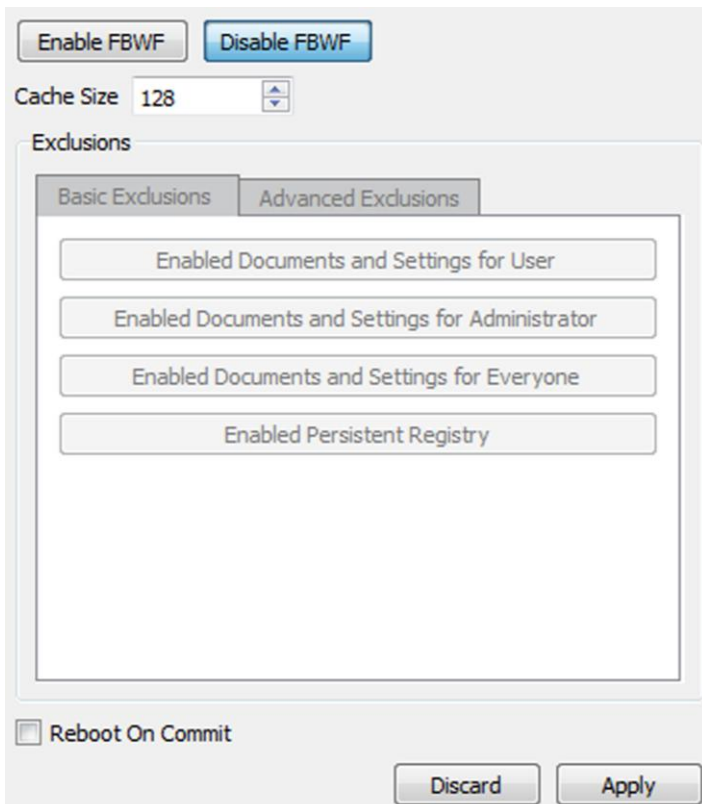 Enable FBWF Disable FBWF
Cache Size 128
Exclusions
Basic Exclusions Advanced Exclusions
Enabled Documents and Settings for User
Enabled Documents and Settings for Administrator
Enabled Documents and Settings for Everyone
Enabled Persistent Registry
Reboot On Commit
Discard Apply